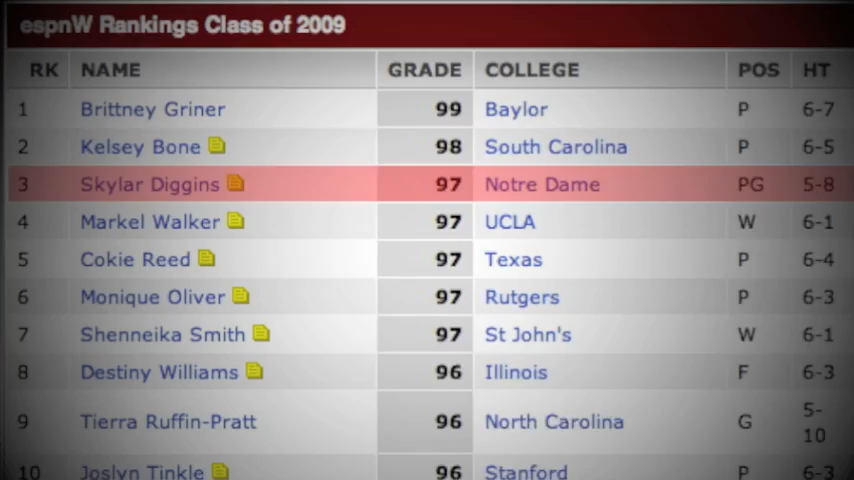 espnW Rankings Class of 2009
RK NAME GRADE COLLEGE POS HT
1 Brittney Griner 99 Baylor P 6-7
2 Kelsey Bone 98 South Carolina P 6-5
3 Skylar Diggins 97 Notre Dame PG 5-8
4 Markel Walker 97 UCLA W 6-1
5 Cokie Reed 97 Texas P 6-4
6 Monique Oliver 97 Rutgers P 6-3
7 Shenneika Smith 97 St John's W 6-1
8 Destiny Williams 96 Illinois F 6-3
9 Tierra Ruffin-Pratt 96 North Carolina G 5-
10
10 Joslyn Tinkle 96 Stanford P 6-3